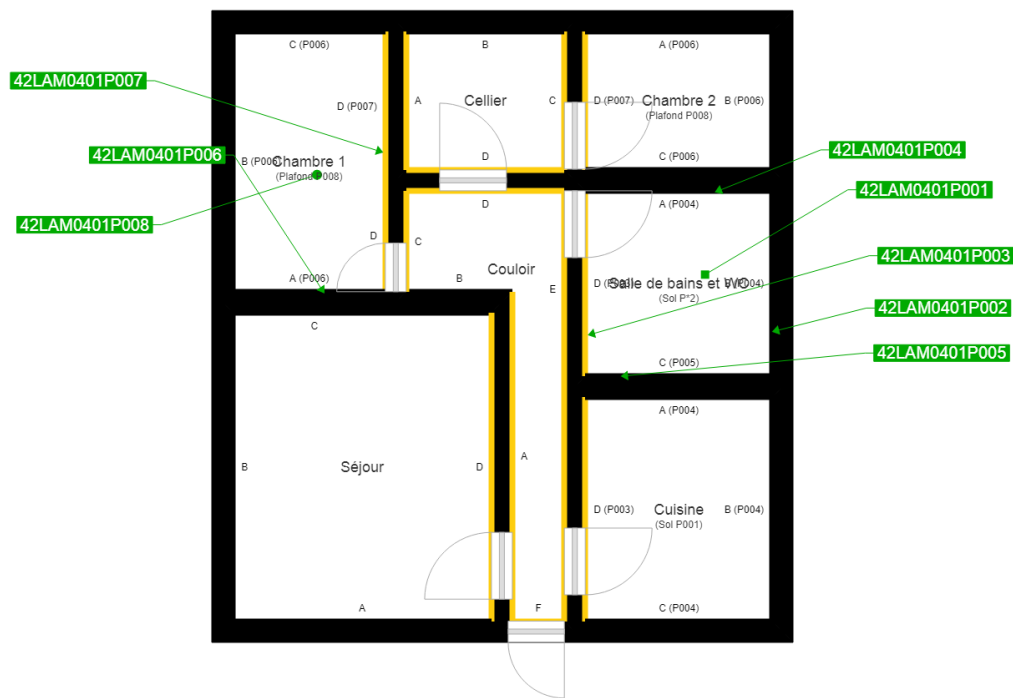 C (P006)
B
A (P006)
42LAM0401P007
D (P007)
A
Cellier
C
D (P007)
Chambre 2
B (P006)
(Plafond P008)
42LAM0401P006
Chambre 1
(Plafond P008)
D
C (P006)
42LAM0401P004
42LAM0401P001
D
A (P004)
42LAM0401P008
D
C
42LAM0401P003
Couloir
A (P006)
B
E
Salle de bains et WC
(Sol P°2)
42LAM0401P002
C
42LAM0401P005
C (P005)
A (P004)
A
B
Séjour
D
D (P003)
Cuisine
B (P004)
(Sol P001)
A
F
C (P004)